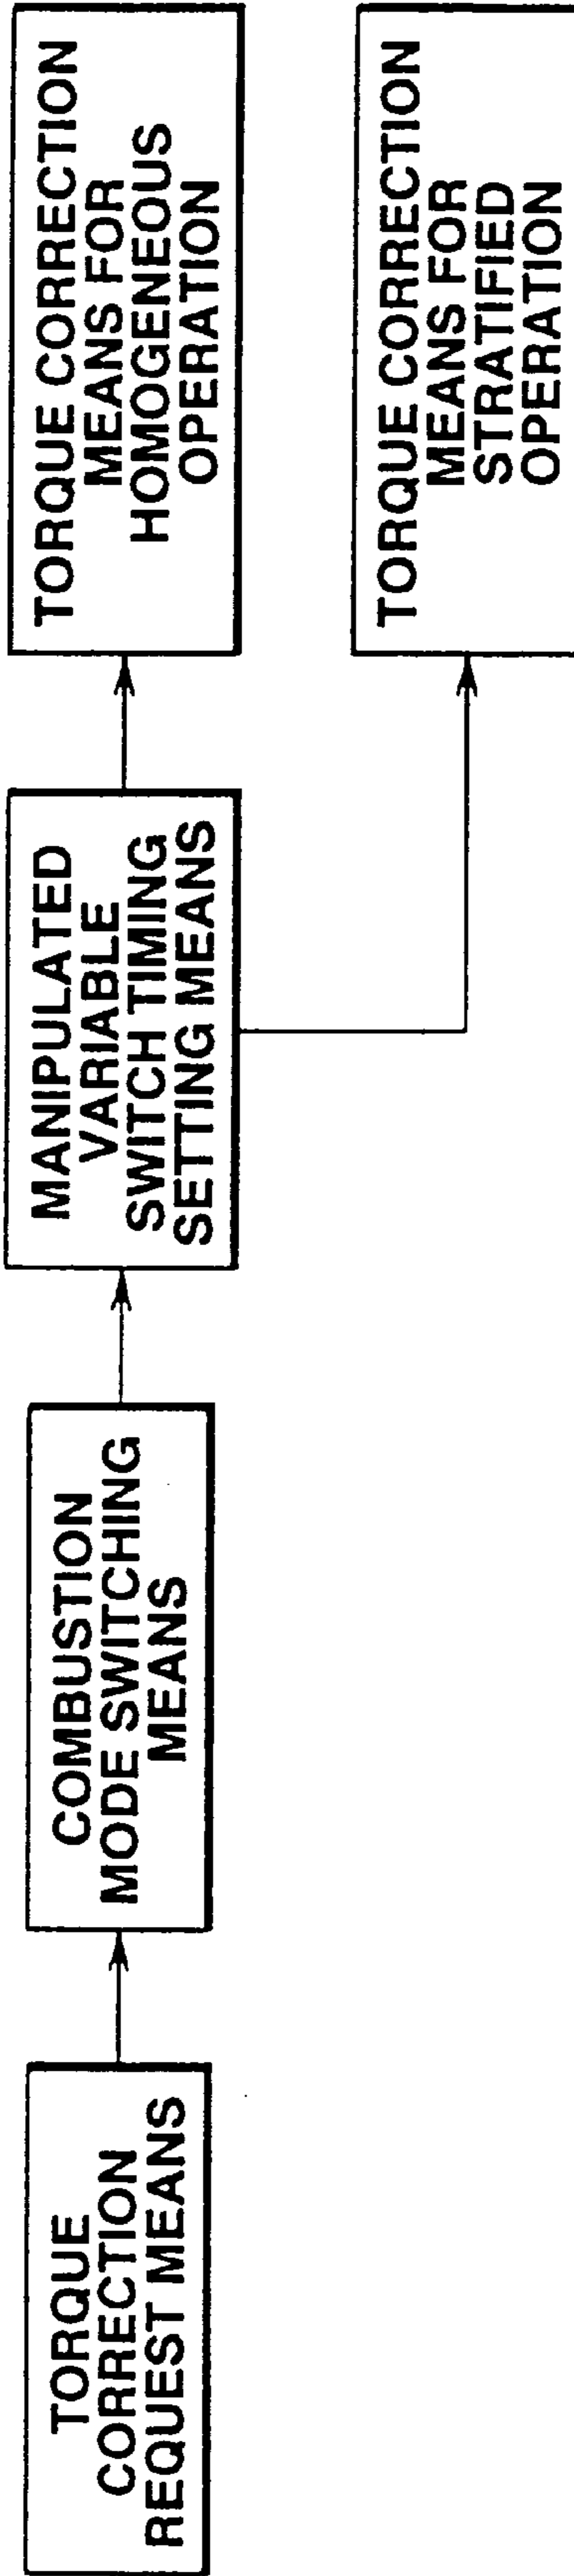 TORQUE
CORRECTION
REQUEST MEANS
COMBUSTION
MODE SWITCHING
MEANS
MANIPULATED
VARIABLE
SWITCH TIMING
SETTING MEANS
TORQUE CORRECTION
MEANS FOR
HOMOGENEOUS
OPERATION
TORQUE CORRECTION
MEANS FOR
STRATIFIED
OPERATION